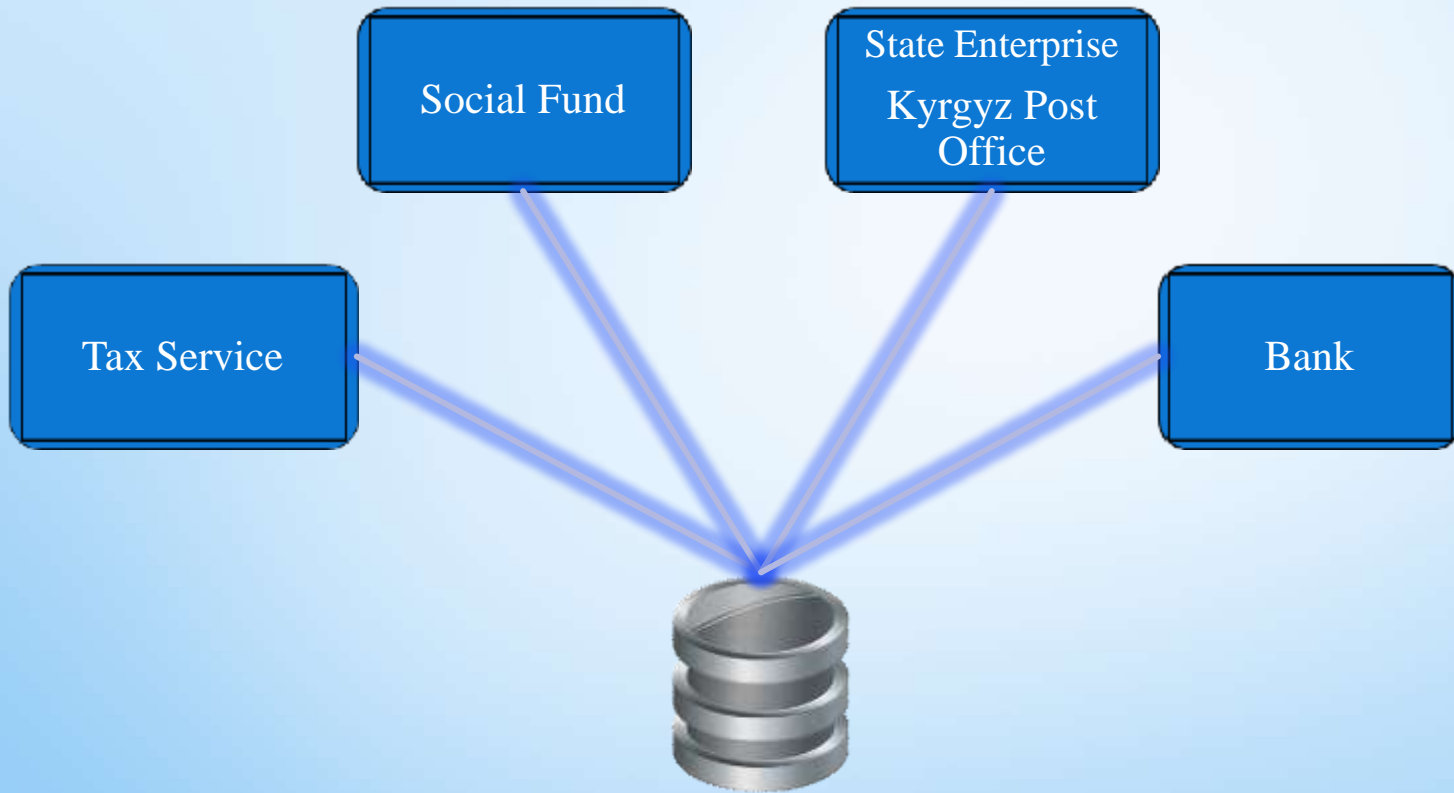 Social Fund
State Enterprise
Kyrgyz Post
Office
Tax Service
Bank